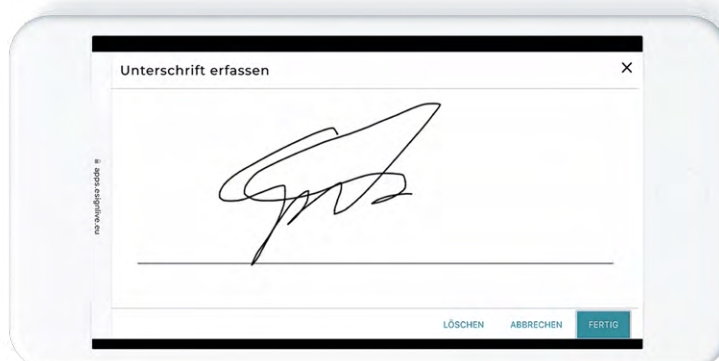 Unterschrift erfassen ×
apps.esignlive.eu
LÖSCHEN ABBRECHEN FERTIG